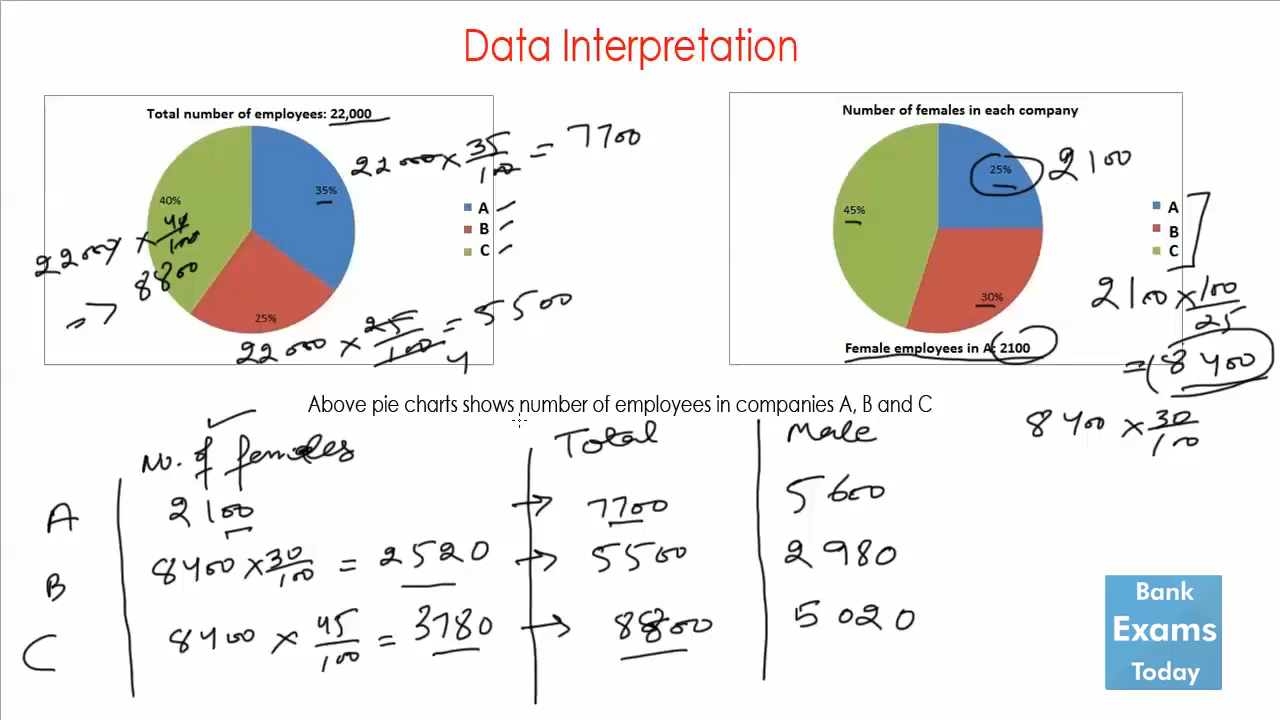 Data Interpretation
Total number of employees: 22,000
35%
40%
25%
A
B
C
22000 × 35/100 = 7700
22000 × 40/100
=> 8800
22000 × 25/100 = 5500
4
Number of females in each company
25%
45%
30%
2100
A
B
C
Female employees in A: 2100
2100 × 100/25
= 8400
8400 × 30/100
Above pie charts shows number of employees in companies A, B and C
No. of females Total Male
A 2100 → 7700 5600
B 8400 × 30/100 = 2520 → 5500 2980
C 8400 × 45/100 = 3780 → 8800 5020
Bank
Exams
Today